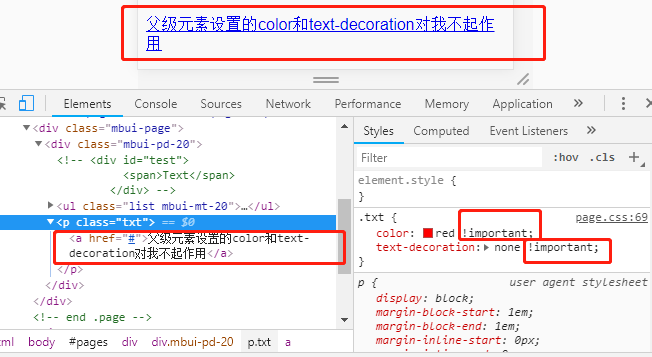 父级元素设置的color和text-decoration对我不起作
用
Elements Console Sources Network Performance Memory Application »
<div class="mbui-page">
<div class="mbui-pd-20">
<!-- <div id="test">
<span>Text</span>
</div> -->
<ul class="list mbui-mt-20">…</ul>
<p class="txt"> == $0
<a href="#">父级元素设置的color和text-
decoration对我不起作用</a>
</p>
</div>
</div>
<!-- end .page -->
html body #pages div div.mbui-pd-20 p.txt a
Styles Computed Event Listeners »
Filter :hov .cls +
element.style {
}
.txt { page.css:69
color: red !important;
text-decoration: none !important;
}
p { user agent stylesheet
display: block;
margin-block-start: 1em;
margin-block-end: 1em;
margin-inline-start: 0px;